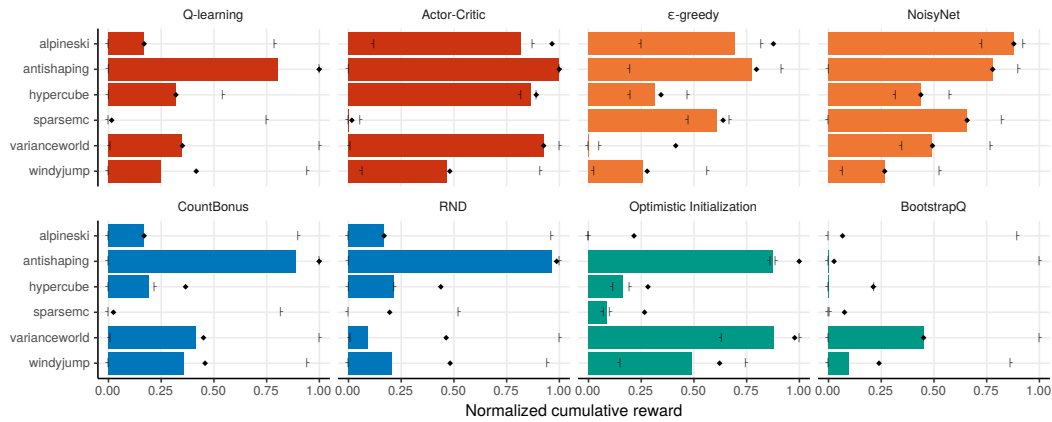 Q-learning
Actor-Critic
ε-greedy
NoisyNet
alpineski
antishaping
hypercube
sparsemc
varianceworld
windyjump
CountBonus
RND
Optimistic Initialization
BootstrapQ
alpineski
antishaping
hypercube
sparsemc
varianceworld
windyjump
0.00 0.25 0.50 0.75 1.00 0.00 0.25 0.50 0.75 1.00 0.00 0.25 0.50 0.75 1.00 0.00 0.25 0.50 0.75 1.00
Normalized cumulative reward